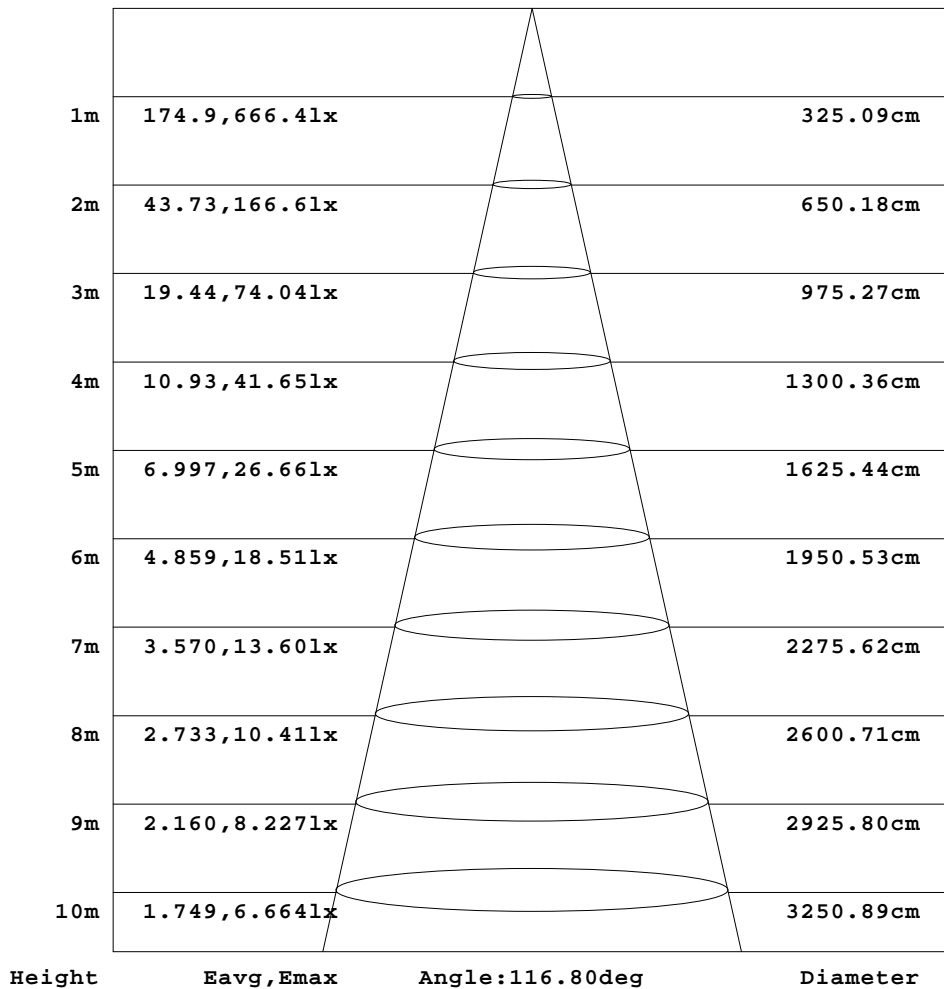 1m 174.9,666.4lx 325.09cm
2m 43.73,166.6lx 650.18cm
3m 19.44,74.04lx 975.27cm
4m 10.93,41.65lx 1300.36cm
5m 6.997,26.66lx 1625.44cm
6m 4.859,18.51lx 1950.53cm
7m 3.570,13.60lx 2275.62cm
8m 2.733,10.41lx 2600.71cm
9m 2.160,8.227lx 2925.80cm
10m 1.749,6.664lx 3250.89cm
Height Eavg,Emax Angle:116.80deg Diameter